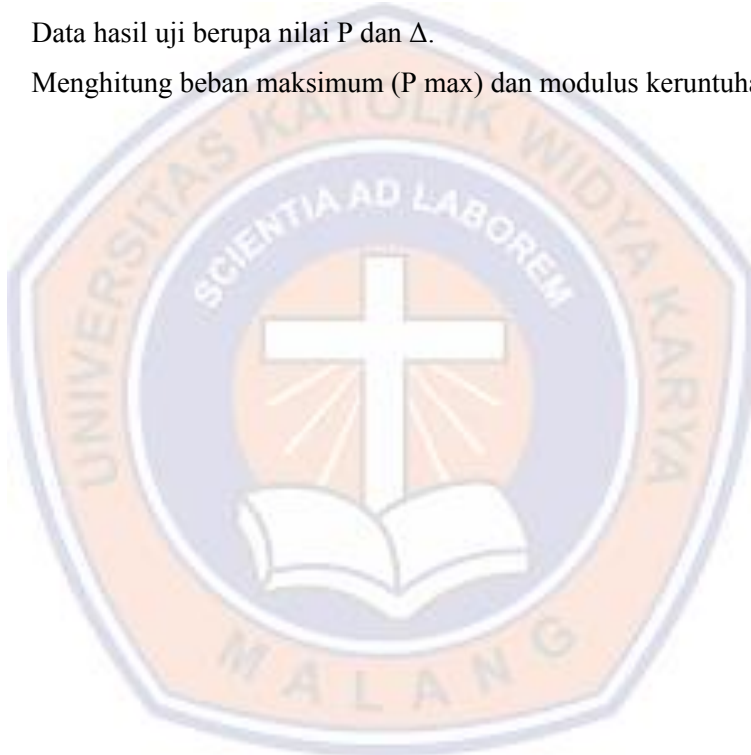 Data hasil uji berupa nilai P dan Δ.
Menghitung beban maksimum (P max) dan modulus
UNIVERSITAS KATOLIK WIDYA KARYA
SCIENTIA AD LABOREM
MALANG